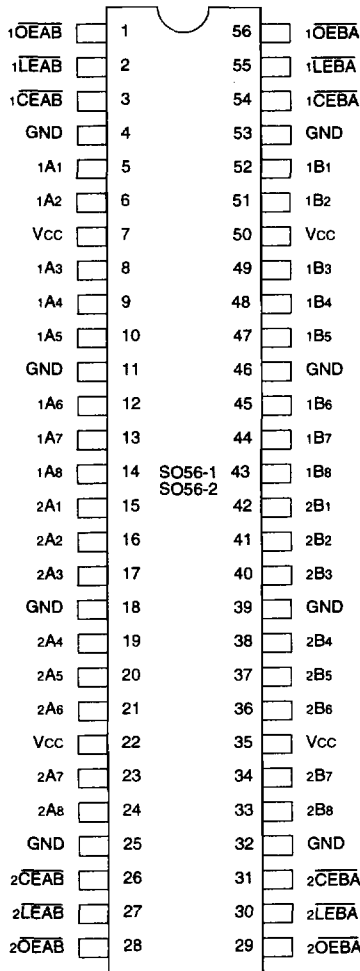 1OEAB 1 56 1OEBA
1LEAB 2 55 1LEBA
1CEAB 3 54 1CEBA
GND 4 53 GND
1A1 5 52 1B1
1A2 6 51 1B2
VCC 7 50 VCC
1A3 8 49 1B3
1A4 9 48 1B4
1A5 10 47 1B5
GND 11 46 GND
1A6 12 45 1B6
1A7 13 44 1B7
1A8 14 SO56-1 43 1B8
SO56-2
2A1 15 42 2B1
2A2 16 41 2B2
2A3 17 40 2B3
GND 18 39 GND
2A4 19 38 2B4
2A5 20 37 2B5
2A6 21 36 2B6
VCC 22 35 VCC
2A7 23 34 2B7
2A8 24 33 2B8
GND 25 32 GND
2CEAB 26 31 2CEBA
2LEAB 27 30 2LEBA
2OEAB 28 29 2OEBA